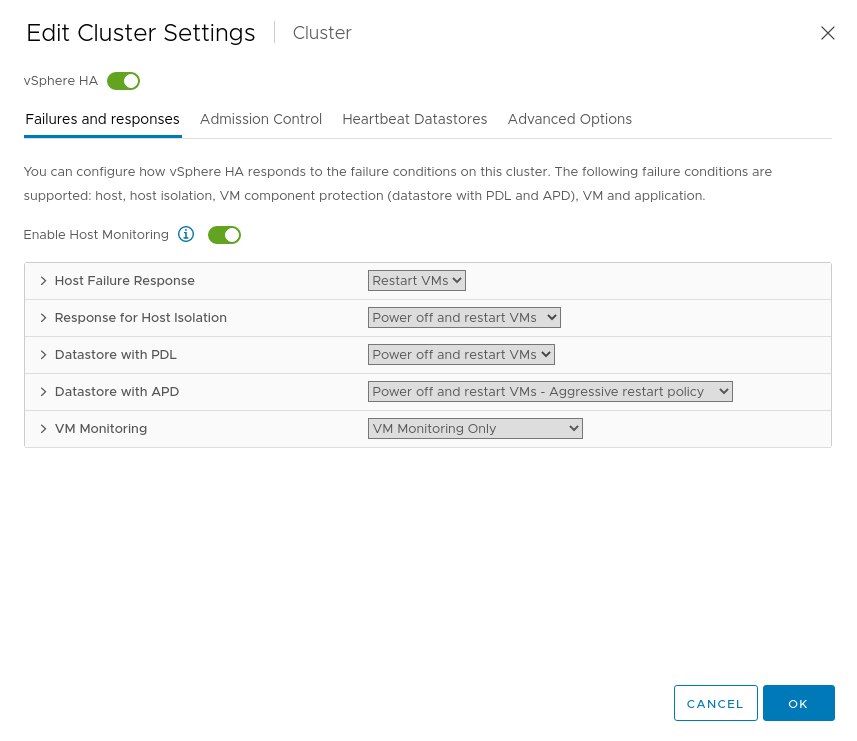 Edit Cluster Settings Cluster
vSphere HA
Failures and responses Admission Control Heartbeat Datastores Advanced Options
You can configure how vSphere HA responds to the failure conditions on this cluster. The following failure conditions are
supported: host, host isolation, VM component protection (datastore with PDL and APD), VM and application.
Enable Host Monitoring
Host Failure Response Restart VMs
Response for Host Isolation Power off and restart VMs
Datastore with PDL Power off and restart VMs
Datastore with APD Power off and restart VMs - Aggressive restart policy
VM Monitoring VM Monitoring Only
CANCEL OK